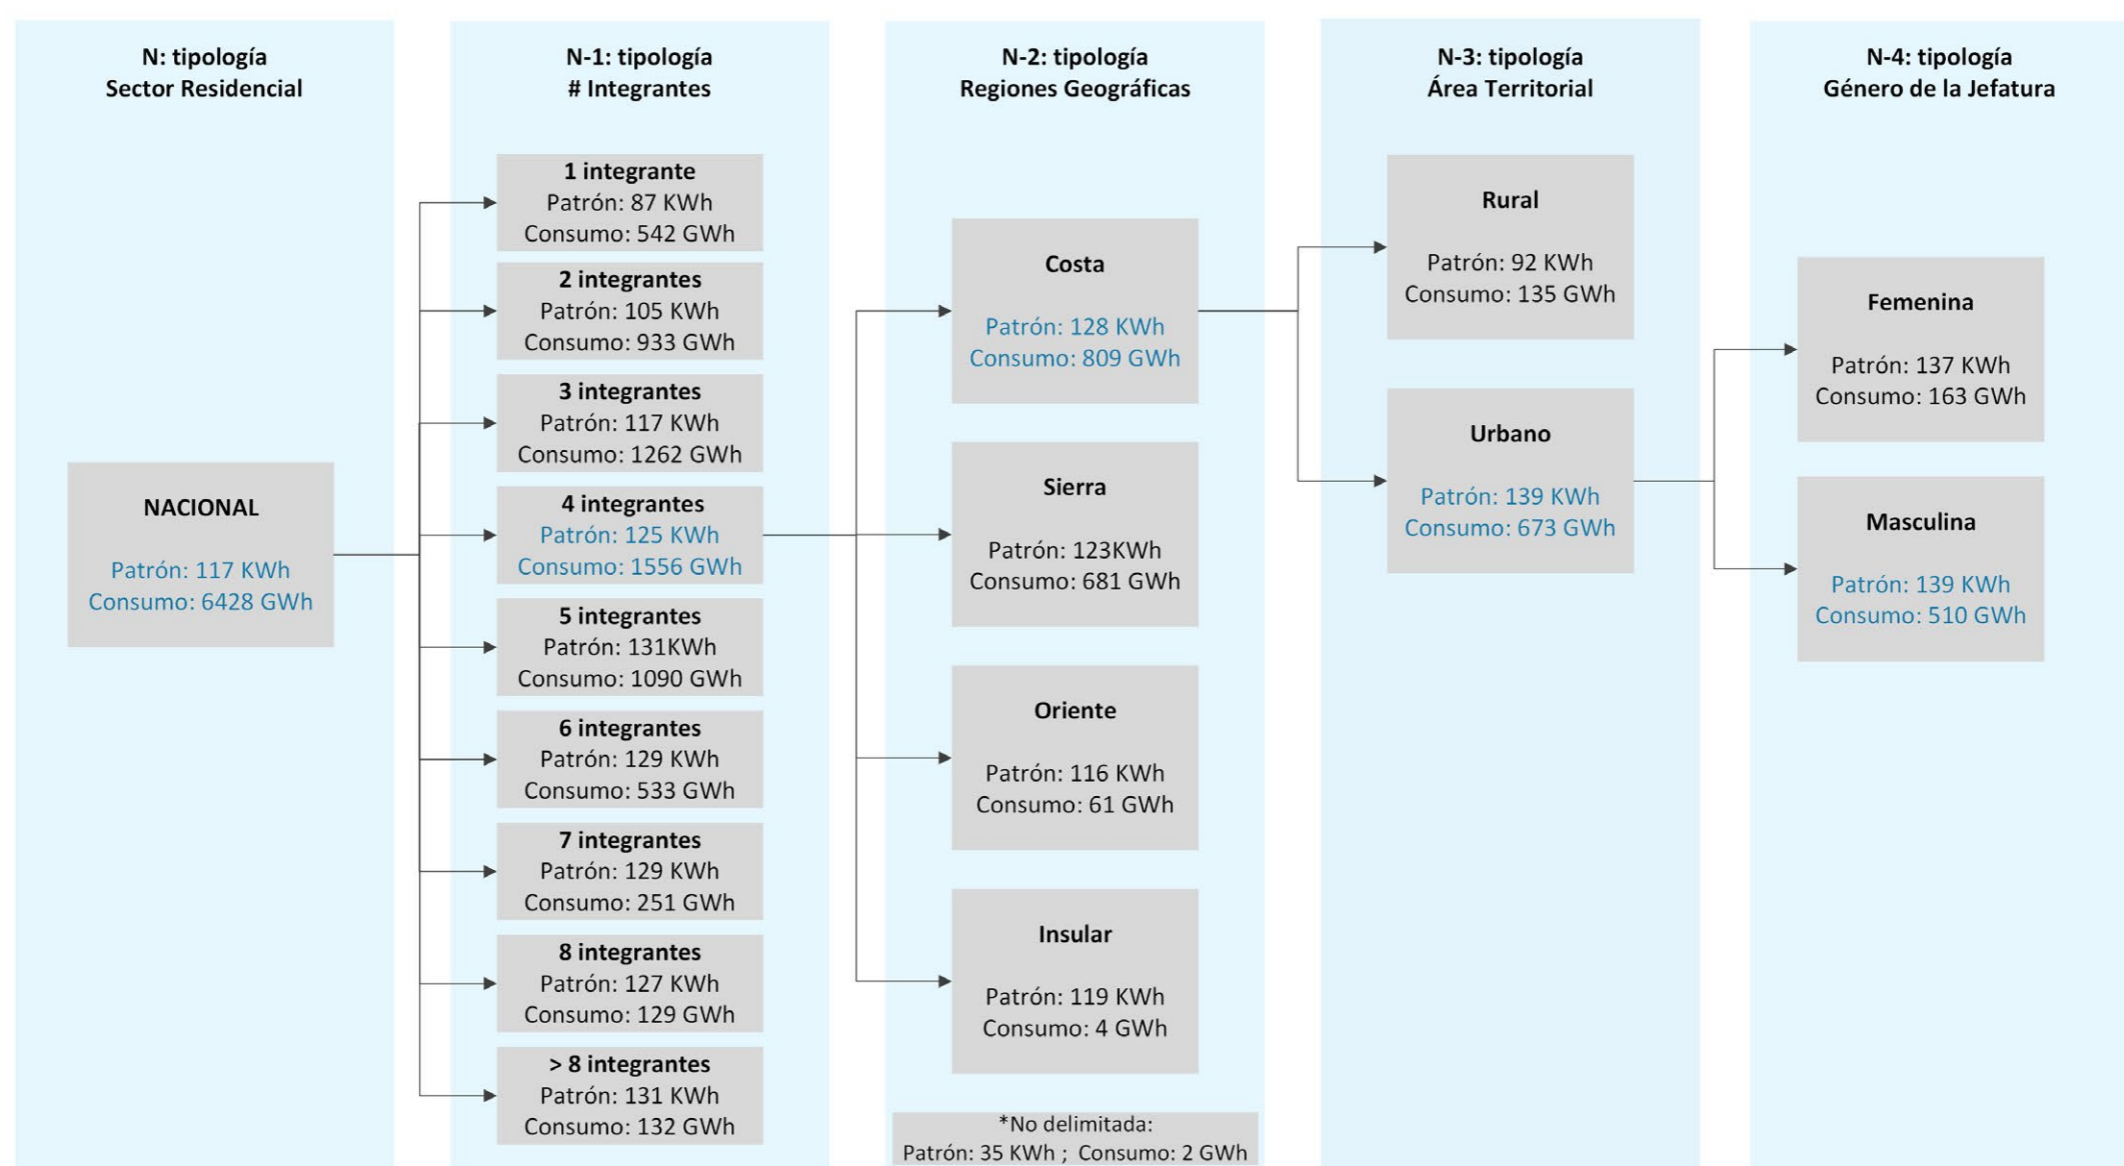 N: tipología
Sector Residencial
NACIONAL
Patrón: 117 KWh
Consumo: 6428 GWh
N-1: tipología
# Integrantes
1 integrante
Patrón: 87 KWh
Consumo: 542 GWh
2 integrantes
Patrón: 105 KWh
Consumo: 933 GWh
3 integrantes
Patrón: 117 KWh
Consumo: 1262 GWh
4 integrantes
Patrón: 125 KWh
Consumo: 1556 GWh
5 integrantes
Patrón: 131KWh
Consumo: 1090 GWh
6 integrantes
Patrón: 129 KWh
Consumo: 533 GWh
7 integrantes
Patrón: 129 KWh
Consumo: 251 GWh
8 integrantes
Patrón: 127 KWh
Consumo: 129 GWh
> 8 integrantes
Patrón: 131 KWh
Consumo: 132 GWh
N-2: tipología
Regiones Geográficas
Costa
Patrón: 128 KWh
Consumo: 809 GWh
Sierra
Patrón: 123KWh
Consumo: 681 GWh
Oriente
Patrón: 116 KWh
Consumo: 61 GWh
Insular
Patrón: 119 KWh
Consumo: 4 GWh
*No delimitada:
Patrón: 35 KWh ; Consumo: 2 GWh
N-3: tipología
Área Territorial
Rural
Patrón: 92 KWh
Consumo: 135 GWh
Urbano
Patrón: 139 KWh
Consumo: 673 GWh
N-4: tipología
Género de la Jefatura
Femenina
Patrón: 137 KWh
Consumo: 163 GWh
Masculina
Patrón: 139 KWh
Consumo: 510 GWh